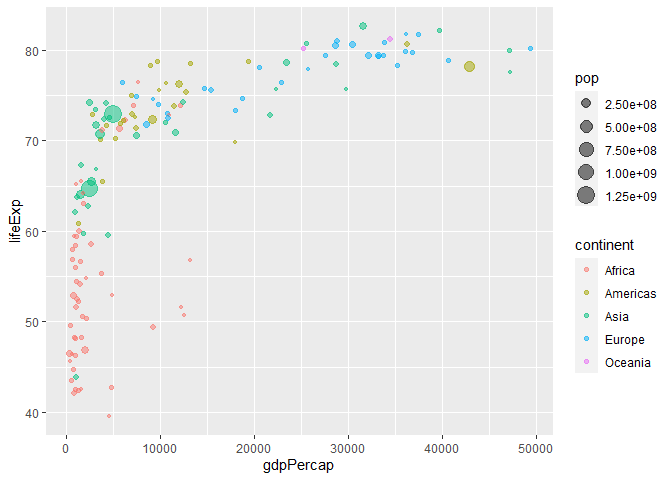 80
70
60
50
40
lifeExp
0
10000
20000
30000
40000
50000
gdpPercap
pop
2.50e+08
5.00e+08
7.50e+08
1.00e+09
1.25e+09
continent
Africa
Americas
Asia
Europe
Oceania